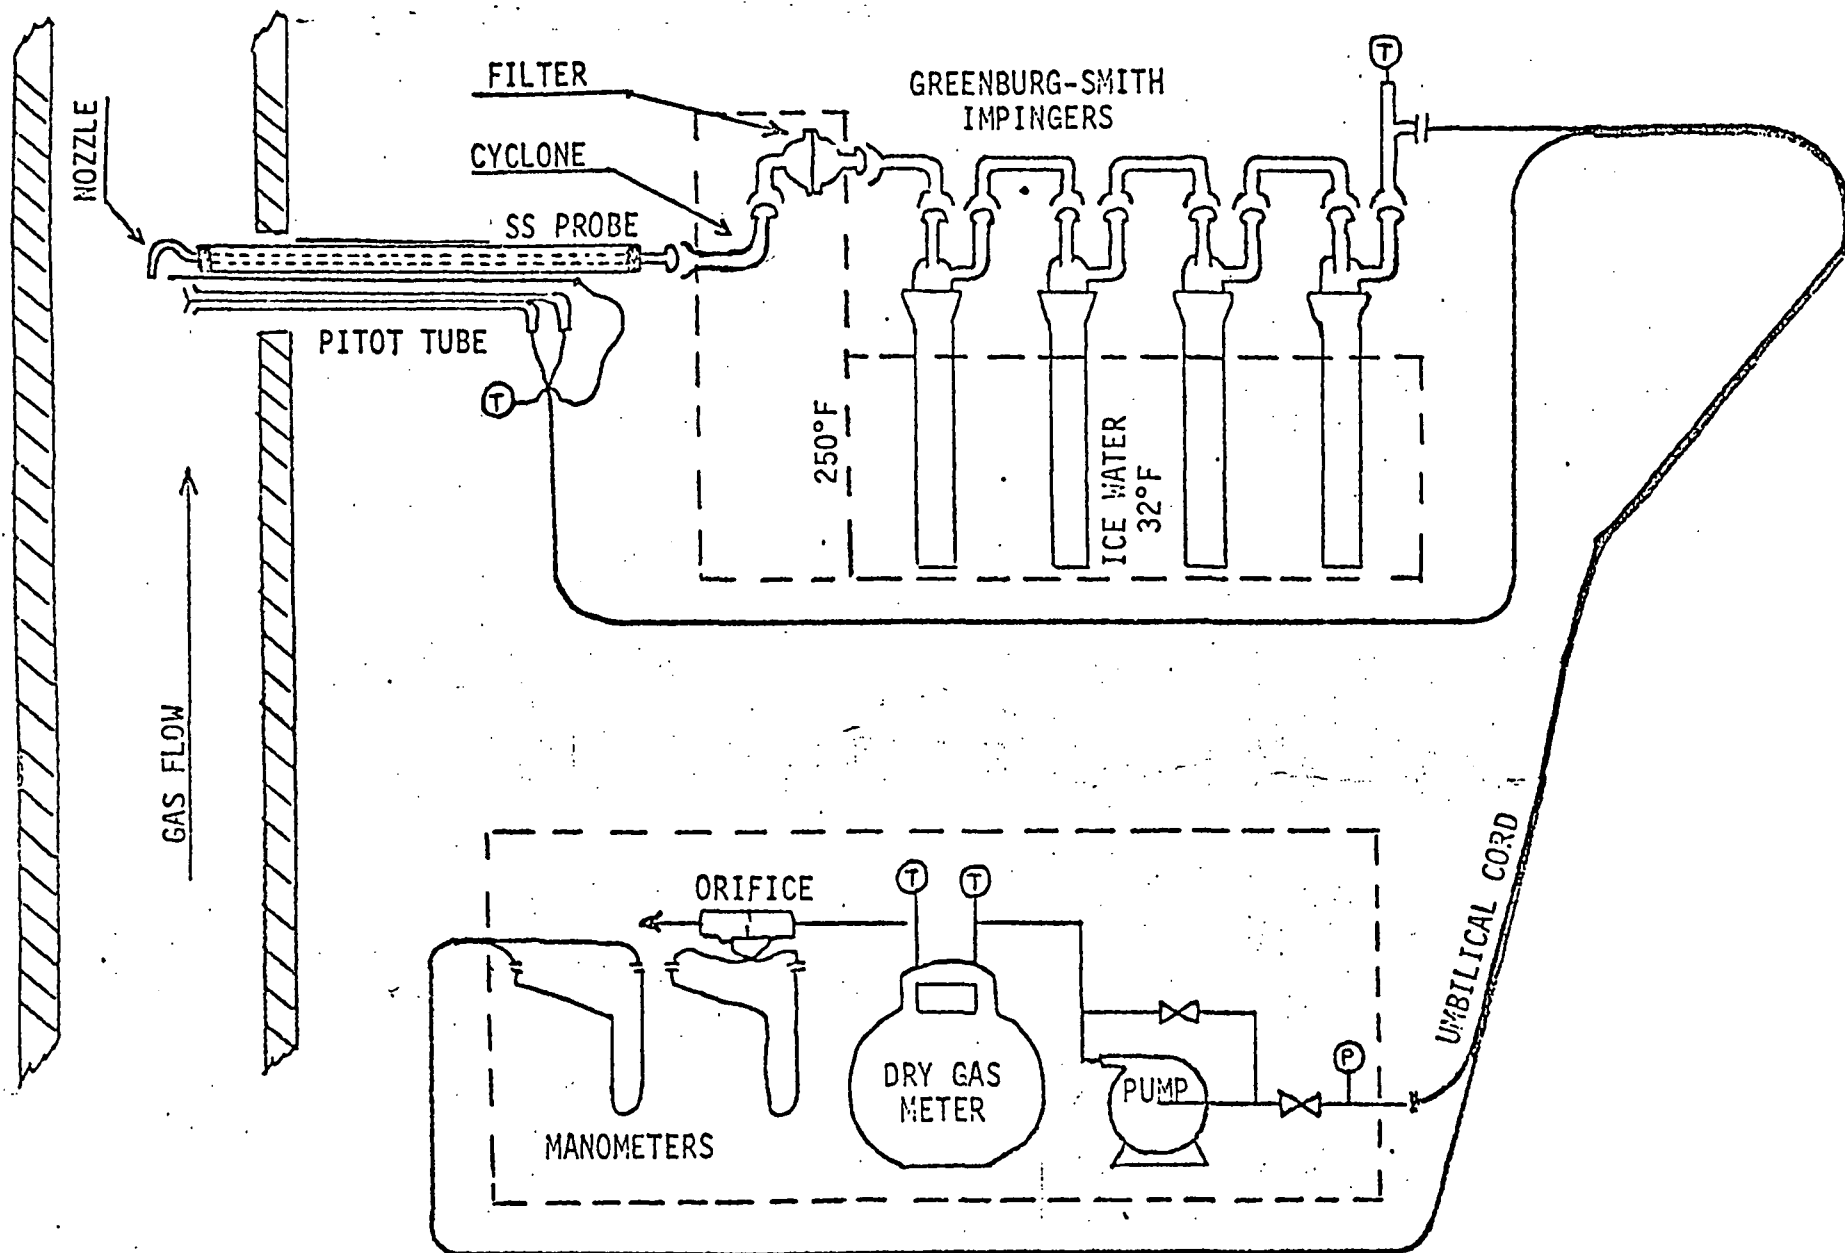 FILTER
GREENBURG-SMITH
IMPINGERS
T
NOZZLE
CYCLONE
SS PROBE
PITOT TUBE
T
250°F
ICE WATER
32°F
GAS FLOW
UMBILICAL CORD
ORIFICE
T
T
P
PUMP
DRY GAS
METER
MANOMETERS